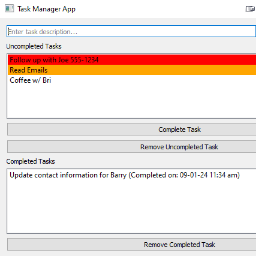 Task Manager App
Enter task description...
Uncompleted Tasks
Follow up with Joe 555-1234
Read Emails
Coffee w/ Bri
Complete Task
Remove Uncompleted Task
Completed Tasks
Update contact information for Barry (Completed on: 09-01-24 11:34 am)
Remove Completed Task